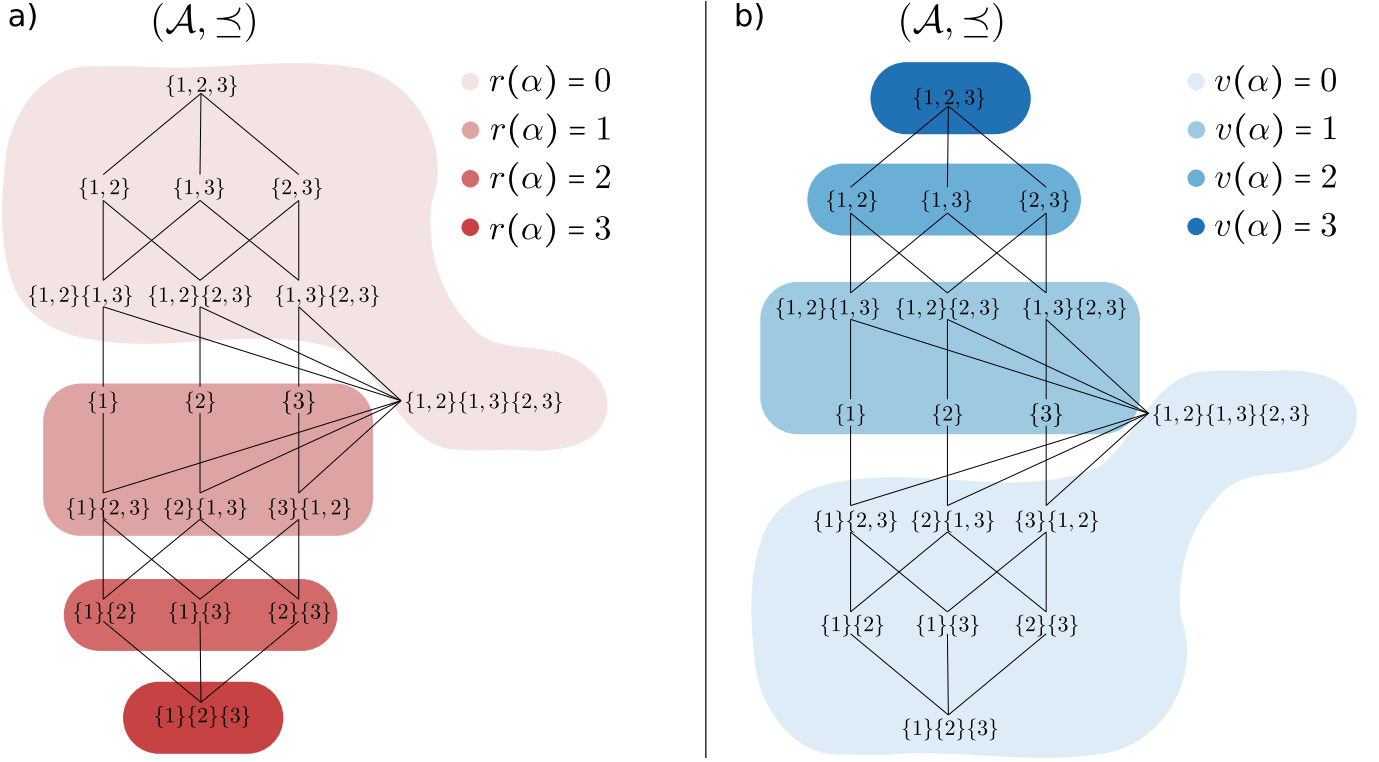 a)
(𝒜, ⪯)
r(α) = 0
r(α) = 1
r(α) = 2
r(α) = 3
{1, 2, 3}
{1, 2} {1, 3} {2, 3}
{1, 2}{1, 3} {1, 2}{2, 3} {1, 3}{2, 3}
{1} {2} {3} {1, 2}{1, 3}{2, 3}
{1}{2, 3} {2}{1, 3} {3}{1, 2}
{1}{2} {1}{3} {2}{3}
{1}{2}{3}
b)
(𝒜, ⪯)
v(α) = 0
v(α) = 1
v(α) = 2
v(α) = 3
{1, 2, 3}
{1, 2} {1, 3} {2, 3}
{1, 2}{1, 3} {1, 2}{2, 3} {1, 3}{2, 3}
{1} {2} {3} {1, 2}{1, 3}{2, 3}
{1}{2, 3} {2}{1, 3} {3}{1, 2}
{1}{2} {1}{3} {2}{3}
{1}{2}{3}